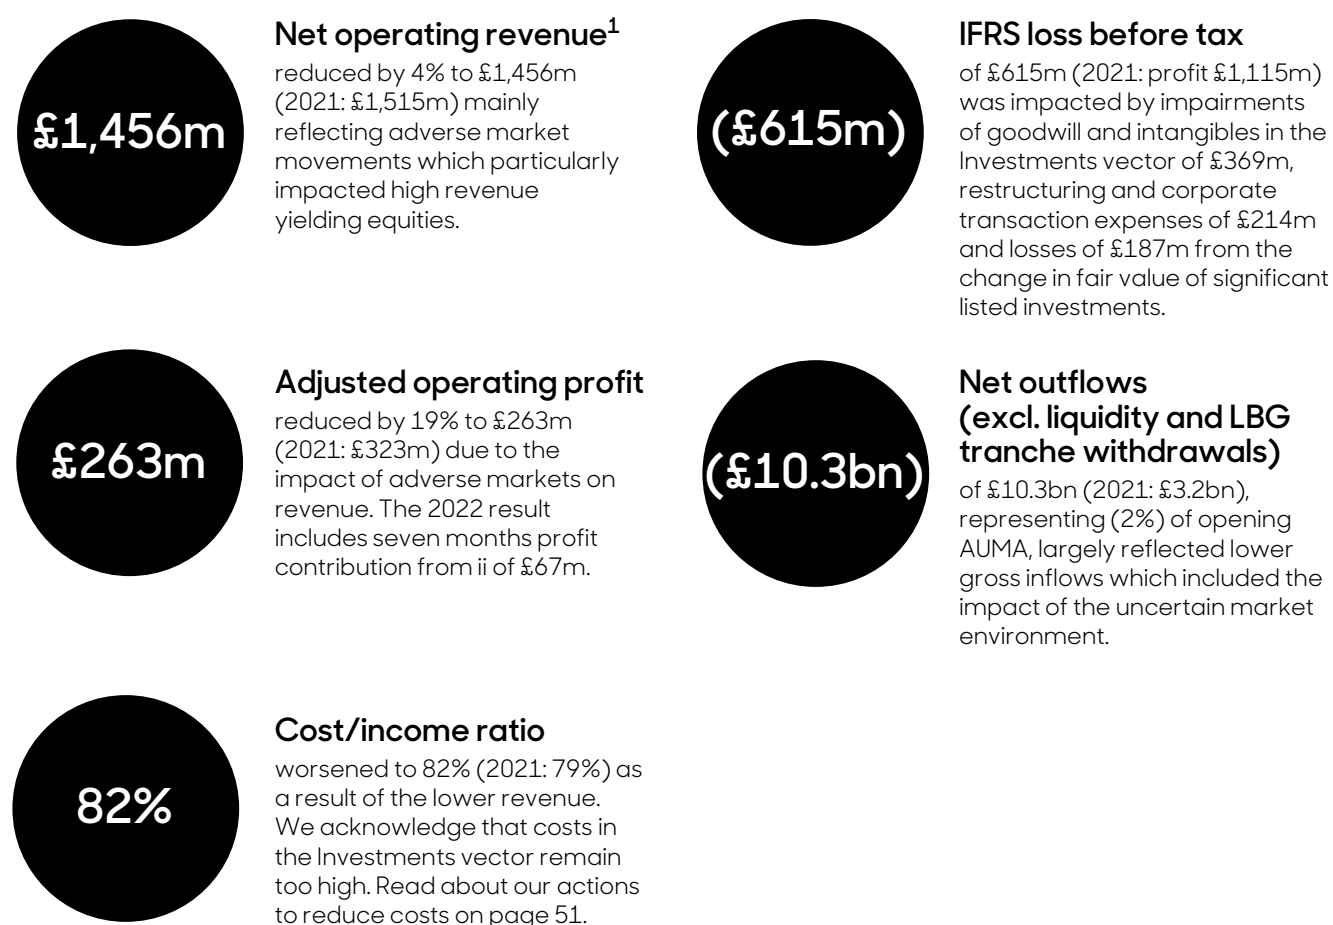 £1,456m
Net operating revenue1
reduced by 4% to £1,456m
(2021: £1,515m) mainly
reflecting adverse market
movements which particularly
impacted high revenue
yielding equities.
(£615m)
IFRS loss before tax
of £615m (2021: profit £1,115m)
was impacted by impairments
of goodwill and intangibles in the
Investments vector of £369m,
restructuring and corporate
transaction expenses of £214m
and losses of £187m from the
change in fair value of significant
listed investments.
£263m
Adjusted operating profit
reduced by 19% to £263m
(2021: £323m) due to the
impact of adverse markets on
revenue. The 2022 result
includes seven months profit
contribution from ii of £67m.
(£10.3bn)
Net outflows
(excl. liquidity and LBG
tranche withdrawals)
of £10.3bn (2021: £3.2bn),
representing (2%) of opening
AUMA, largely reflected lower
gross inflows which included the
impact of the uncertain market
environment.
82%
Cost/income ratio
worsened to 82% (2021: 79%) as
a result of the lower revenue.
We acknowledge that costs in
the Investments vector remain
too high. Read about our actions
to reduce costs on page 51.